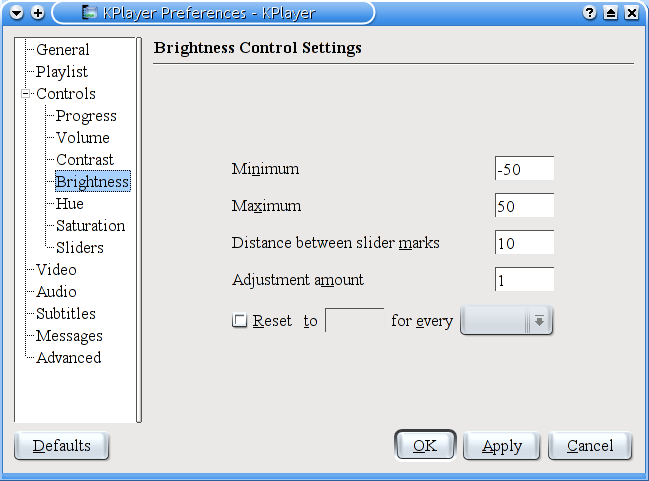 KPlayer Preferences - KPlayer
General
Playlist
Controls
Progress
Volume
Contrast
Brightness
Hue
Saturation
Sliders
Video
Audio
Subtitles
Messages
Advanced
Brightness Control Settings
Minimum -50
Maximum 50
Distance between slider marks 10
Adjustment amount 1
Reset to for every
Defaults OK Apply Cancel